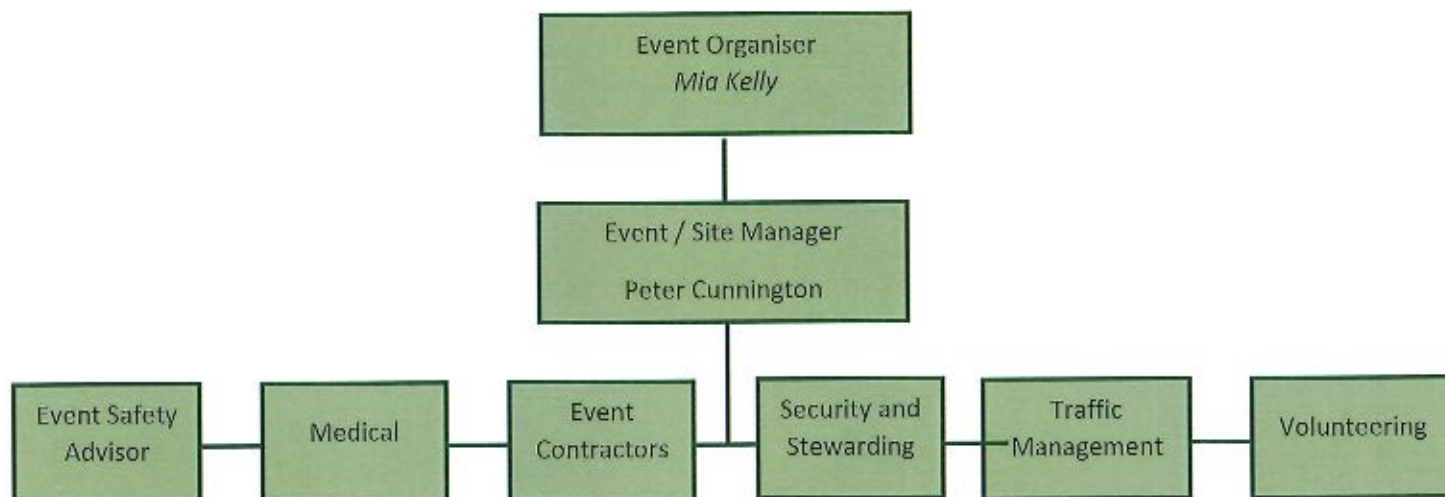 Event Organiser
Mia Kelly
Event / Site Manager
Peter Cunnington
Event Safety
Advisor
Medical
Event
Contractors
Security and
Stewarding
Traffic
Management
Volunteering